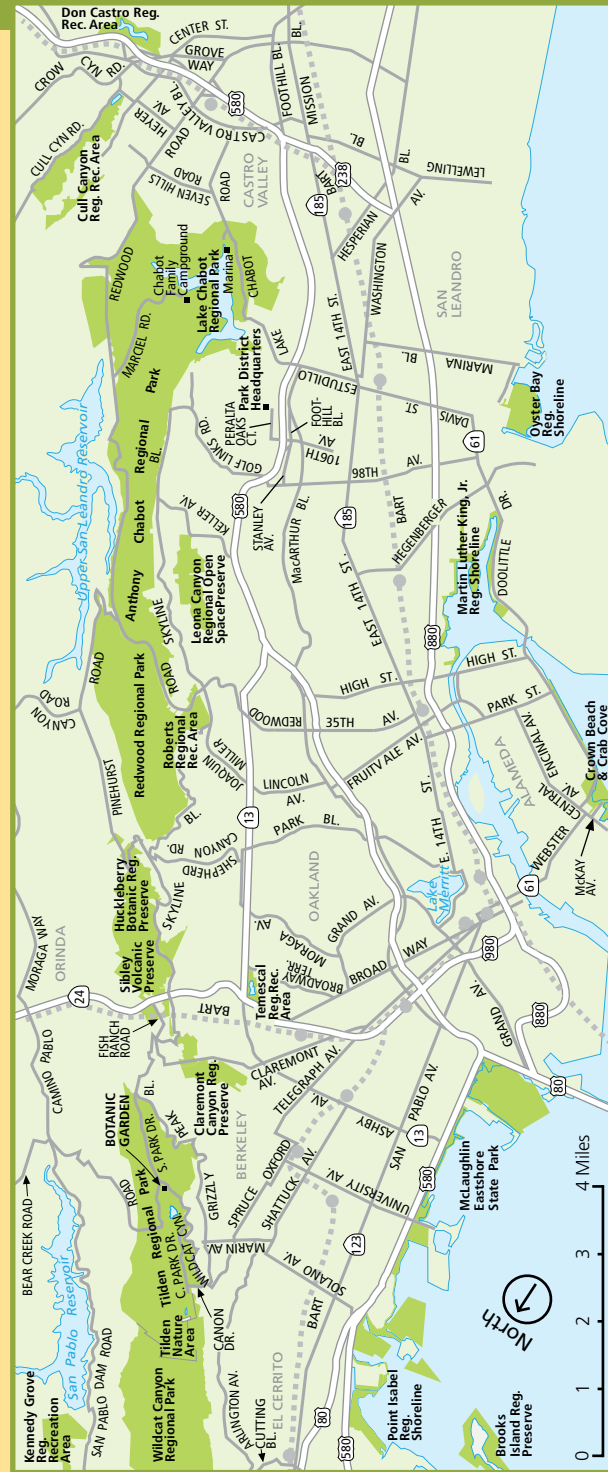 Kennedy Grove
Reg.
Recreation
Area
BEAR CREEK ROAD
San Pablo Reservoir
SAN PABLO DAM ROAD
Wildcat Canyon
Regional Park
Tilden
Nature
Area
Tilden Regional Park
BOTANIC
GARDEN
ROAD
S. PARK DR.
C. PARK DR.
WILDCAT CYN.
CANON
DR.
ARLINGTON AV.
CUTTING
BL.
EL CERRITO
CAMINO PABLO
MORAGA WAY
ORINDA
24
FISH
RANCH
ROAD
BL.
PEAK
GRIZZLY
Claremont
Canyon Reg.
Preserve
BERKELEY
SPRUCE
OXFORD
MARIN AV.
SHATTUCK AV.
SOLANO AV.
BART
123
UNIVERSITY AV.
SAN
PABLO AV.
ASHBY
AV.
13
TELEGRAPH AV.
CLAREMONT
AV.
BART
80
580
580
80
Point Isabel
Reg.
Shoreline
Brooks
Island Reg.
Preserve
McLaughlin
Eastshore
State Park
North
0
1
2
3
4 Miles
Sibley
Volcanic
Preserve
Huckleberry
Botanic Reg.
Preserve
SKYLINE
BL.
PINEHURST
ROAD
CANYON
ROAD
Redwood Regional Park
Roberts
Regional
Rec. Area
Temescal
Reg. Rec.
Area
13
SHEPHERD
CANYON RD.
PARK BL.
MORAGA
AV.
BROADWAY
TERR.
GRAND AV.
BROADWAY
OAKLAND
JOAQUIN
MILLER
ROAD
LINCOLN
AV.
REDWOOD
35TH
AV.
FRUITVALE AV.
HIGH ST.
HIGH ST.
PARK ST.
Lake
Merritt
E. 14TH
ST.
980
GRAND AV.
880
61
WEBSTER
McKAY
AV.
CENTRAL
AV.
ENCINAL AV.
ALAMEDA
Crown Beach
& Crab Cove
Upper San Leandro Reservoir
Anthony
Chabot
Regional
Park
SKYLINE
BL.
Leona Canyon
Regional Open
SpacePreserve
KELLER AV.
GOLF LINKS RD.
580
STANLEY
AV.
MacARTHUR BL.
106TH
AV.
FOOT-
HILL BL.
98TH
AV.
PERALTA
OAKS
CT.
Park District
Headquarters
185
EAST 14TH ST.
BART
HEGENBERGER
880
Martin Luther King, Jr.
Reg. Shoreline
DOOLITTLE
DR.
61
DAVIS
ST.
Oyster Bay
Reg.
Shoreline
MARINA
BL.
SAN
LEANDRO
ESTUDILLO
LAKE
CHABOT
ROAD
EAST 14TH ST.
WASHINGTON
AV.
HESPERIAN
BL.
LEWELLING
BL.
185
238
BART
MISSION
BL.
FOOTHILL BL.
580
880
CASTRO
VALLEY
CASTRO VALLEY BL.
REDWOOD
ROAD
MARCIEL RD.
Chabot
Family
Campground
Lake Chabot
Regional Park
Marina
SEVEN HILLS
ROAD
HEYER
AV.
Cull Canyon
Reg. Rec. Area
CULL CYN RD.
CROW
CYN. RD.
Don Castro Reg.
Rec. Area
CENTER ST.
GROVE
WAY